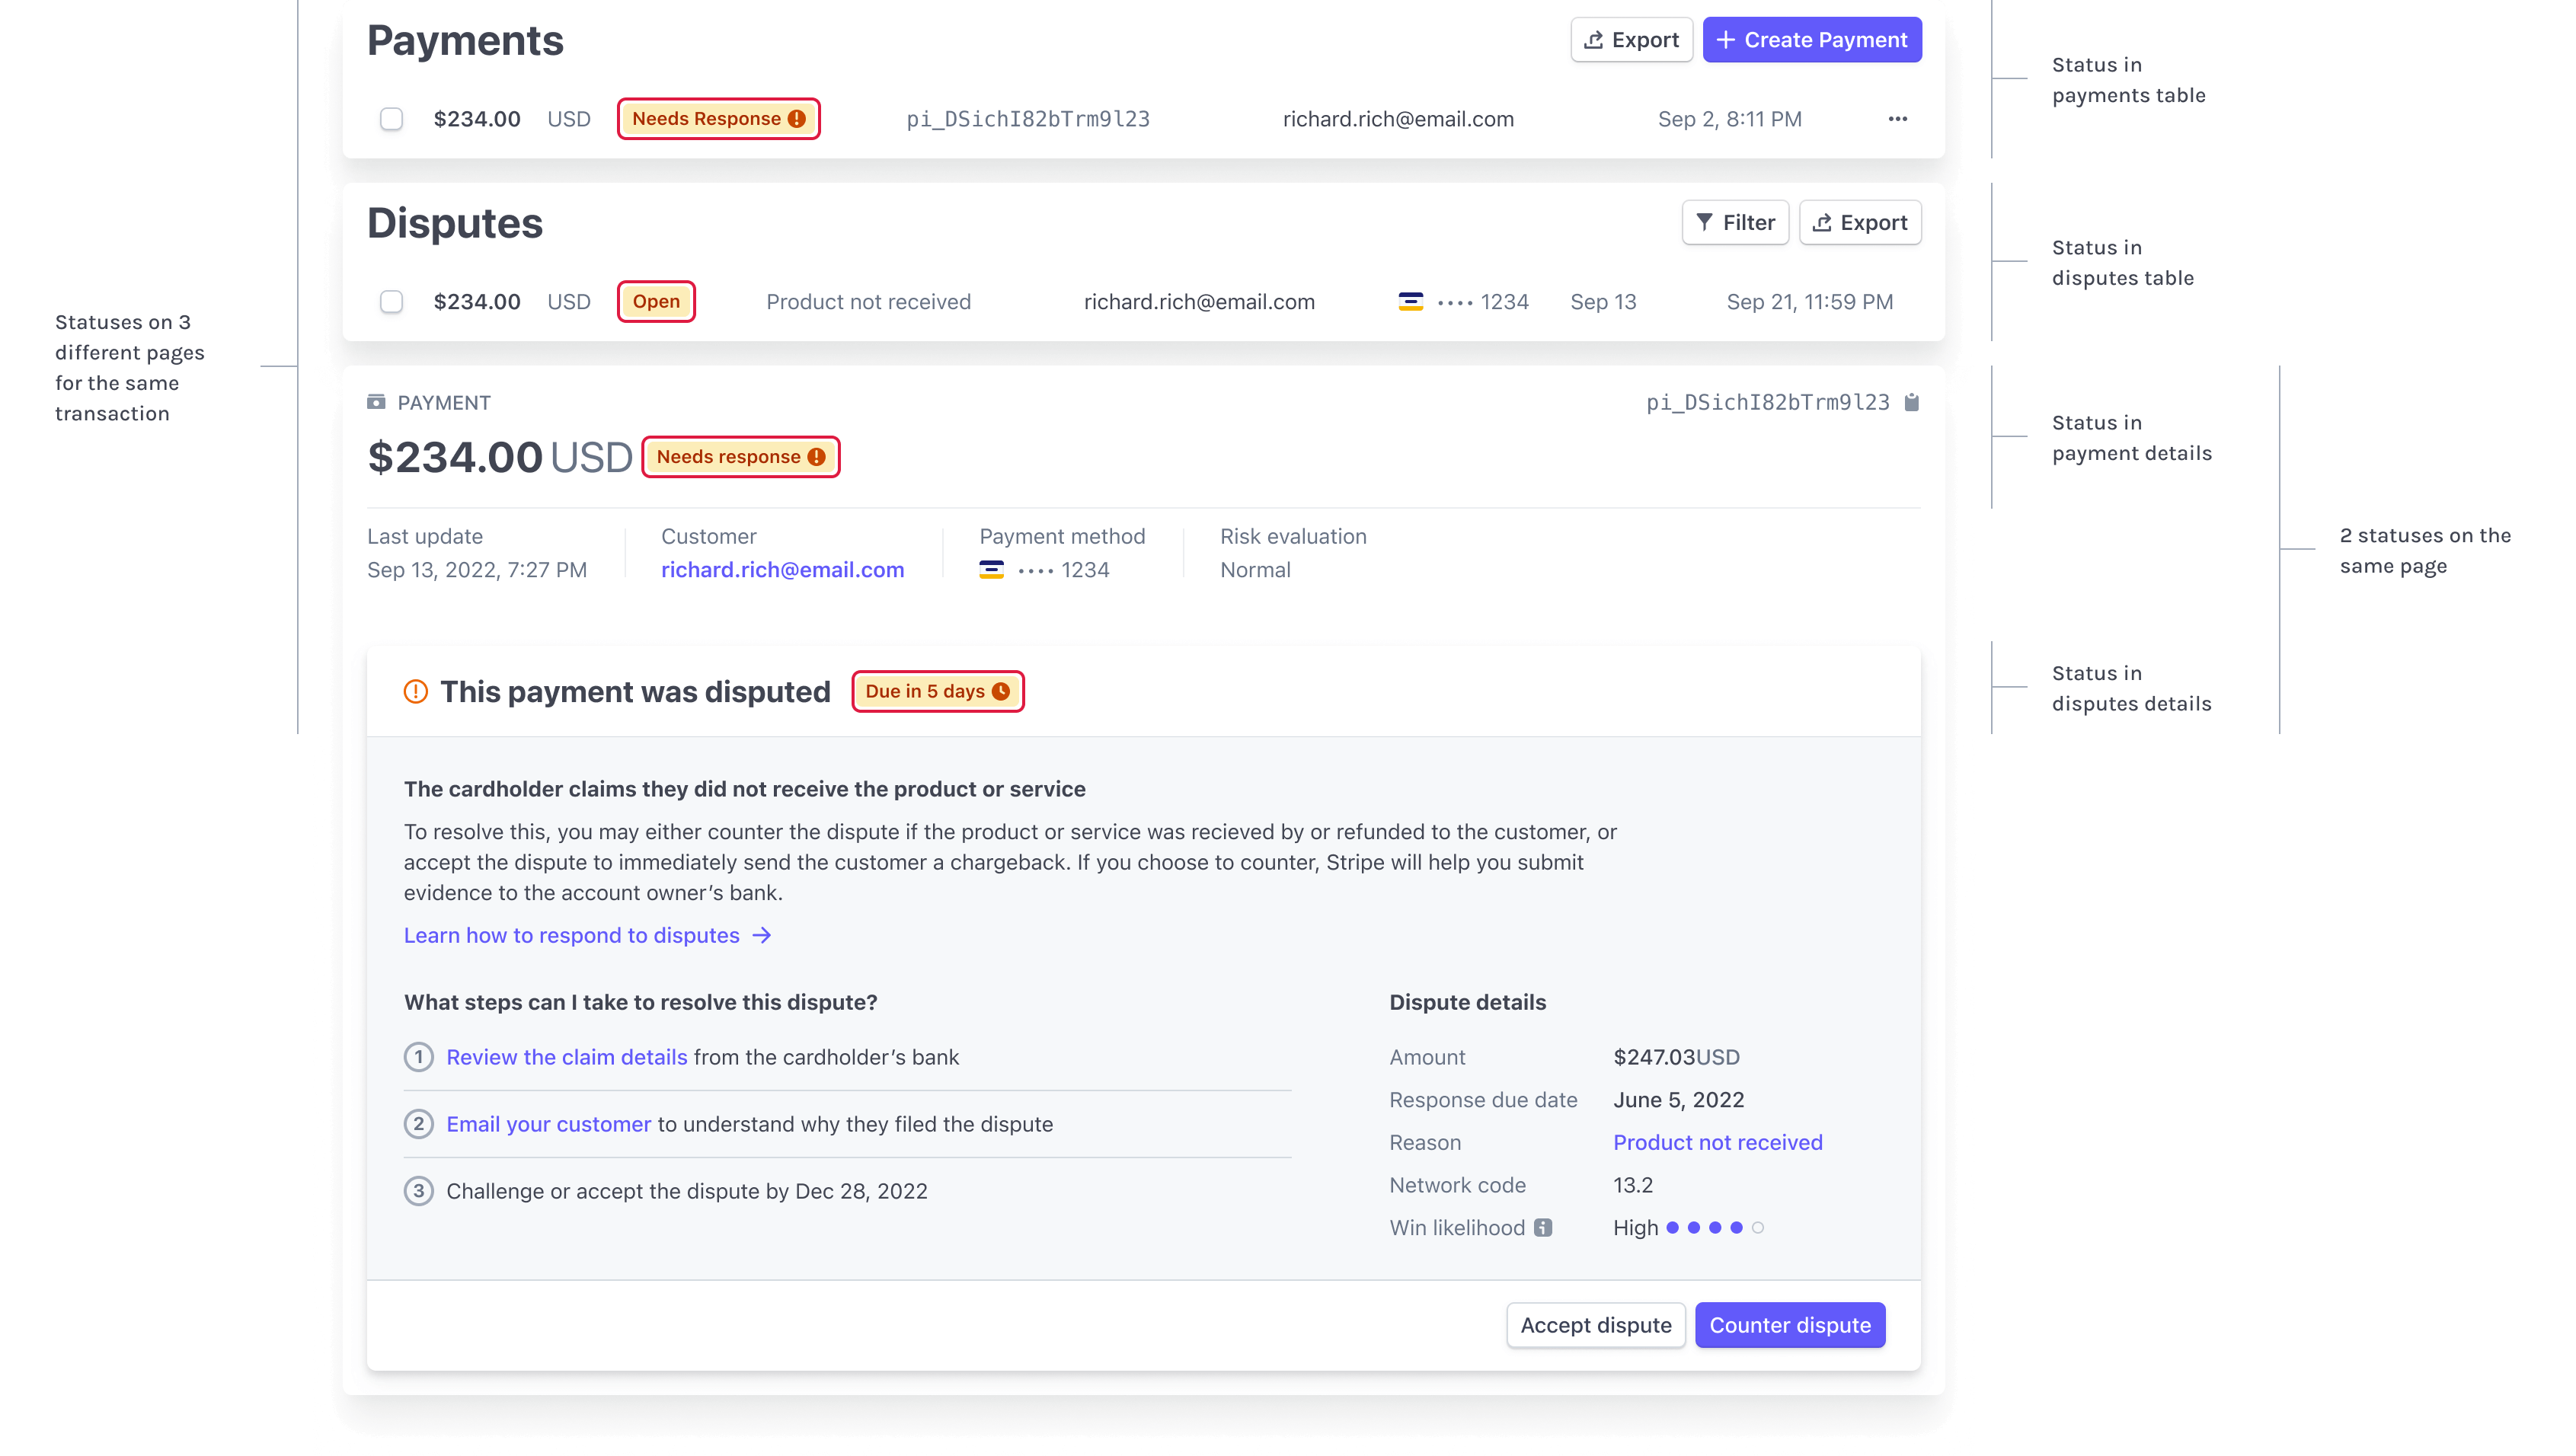 Payments
Export
Create Payment
$234.00 USD Needs Response pi_DSichI82bTrm9l23 richard.rich@email.com Sep 2, 8:11 PM
Status in
payments table
Disputes
Filter
Export
$234.00 USD Open Product not received richard.rich@email.com •••• 1234 Sep 13 Sep 21, 11:59 PM
Status in
disputes table
Statuses on 3
different pages
for the same
transaction
PAYMENT
pi_DSichI82bTrm9l23
$234.00 USD Needs response
Status in
payment details
Last update
Sep 13, 2022, 7:27 PM
Customer
richard.rich@email.com
Payment method
•••• 1234
Risk evaluation
Normal
2 statuses on the
same page
This payment was disputed Due in 5 days
Status in
disputes details
The cardholder claims they did not receive the product or service
To resolve this, you may either counter the dispute if the product or service was recieved by or refunded to the customer, or
accept the dispute to immediately send the customer a chargeback. If you choose to counter, Stripe will help you submit
evidence to the account owner’s bank.
Learn how to respond to disputes →
What steps can I take to resolve this dispute?
1 Review the claim details from the cardholder’s bank
2 Email your customer to understand why they filed the dispute
3 Challenge or accept the dispute by Dec 28, 2022
Dispute details
Amount $247.03USD
Response due date June 5, 2022
Reason Product not received
Network code 13.2
Win likelihood High
Accept dispute
Counter dispute